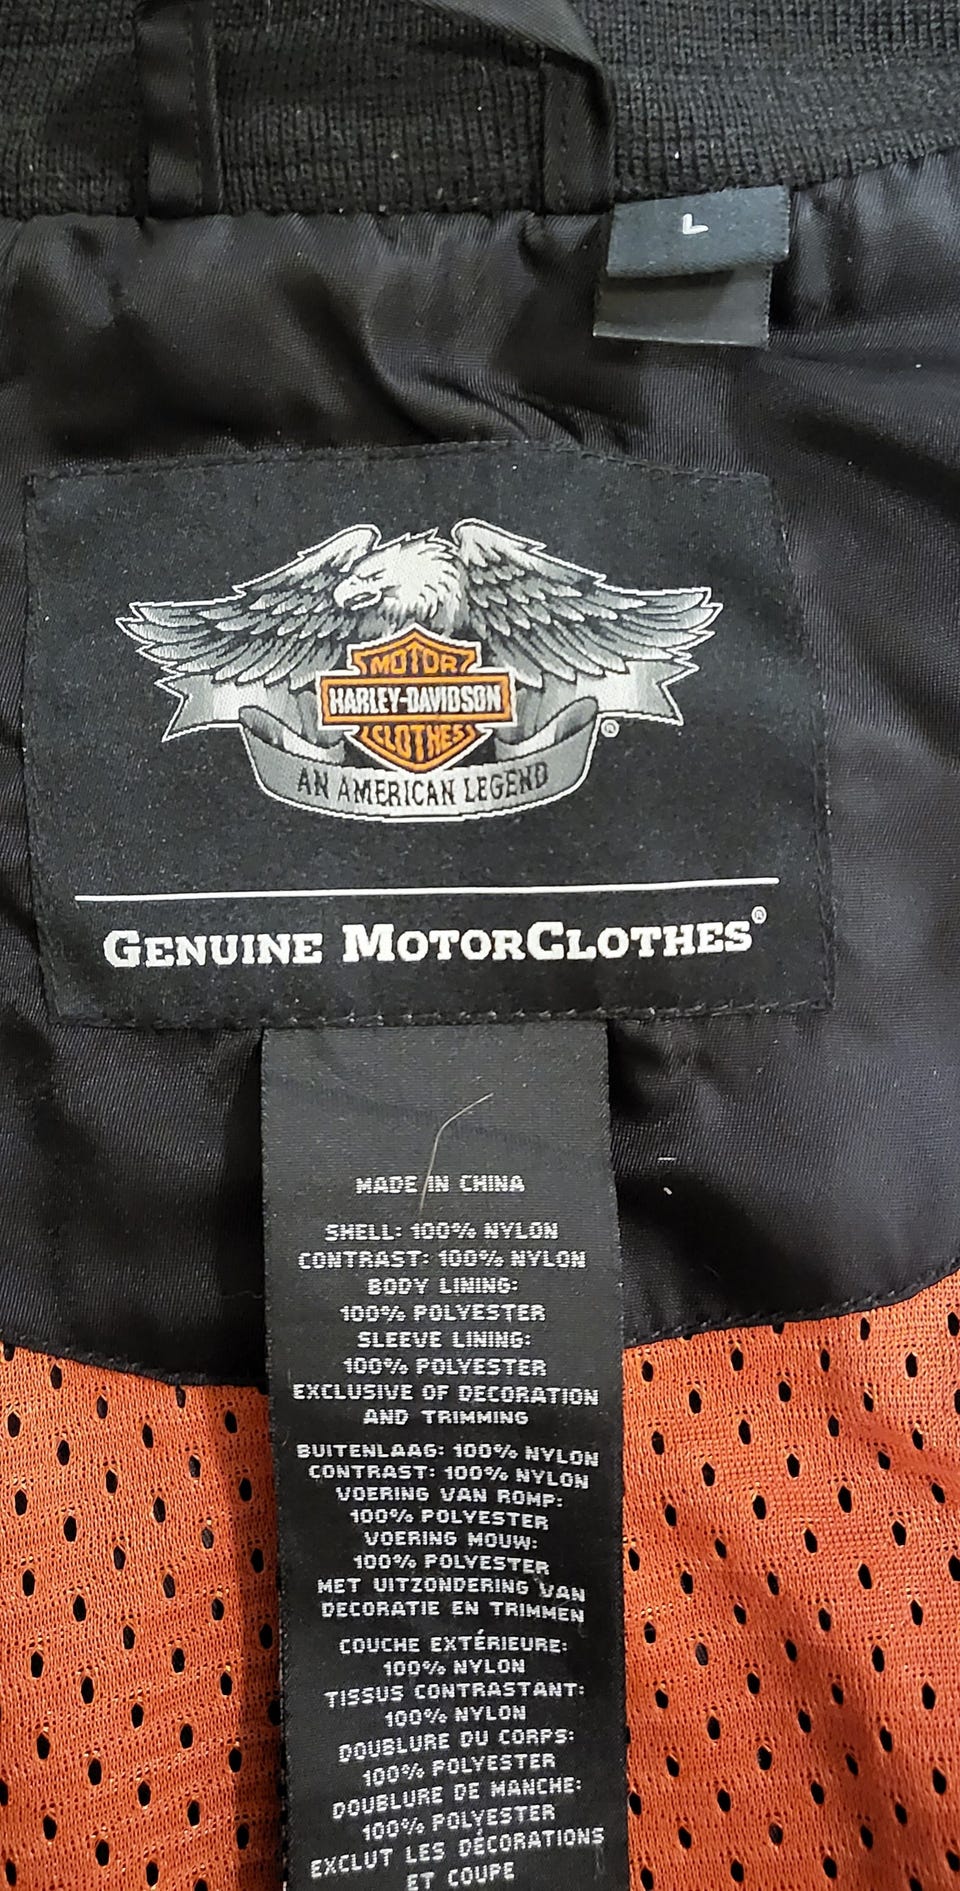 L
MOTOR
HARLEY-DAVIDSON
CLOTHES
®
AN AMERICAN LEGEND
GENUINE MOTORCLOTHES®
MADE IN CHINA
SHELL: 100% NYLON
CONTRAST: 100% NYLON
BODY LINING:
100% POLYESTER
SLEEVE LINING:
100% POLYESTER
EXCLUSIVE OF DECORATION
AND TRIMMING
BUITENLAAG: 100% NYLON
CONTRAST: 100% NYLON
VOERING VAN ROMP:
100% POLYESTER
VOERING MOUW:
100% POLYESTER
MET UITZONDERING VAN
DECORATIE EN TRIMMEN
COUCHE EXTÉRIEURE:
100% NYLON
TISSUS CONTRASTANT:
100% NYLON
DOUBLURE DU CORPS:
100% POLYESTER
DOUBLURE DE MANCHE:
100% POLYESTER
EXCLUT LES DÉCORATIONS
ET COUPE